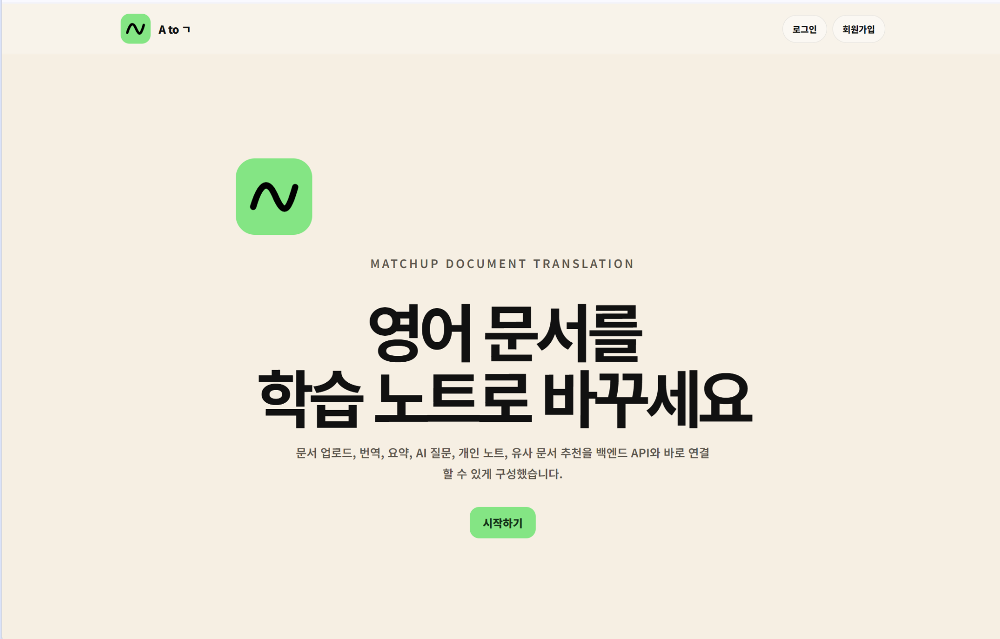 A to ㄱ
로그인
회원가입
MATCHUP DOCUMENT TRANSLATION
영어 문서를
학습 노트로 바꾸세요
문서 업로드, 번역, 요약, AI 질문, 개인 노트, 유사 문서 추천을 백엔드 API와 바로 연결
할 수 있게 구성했습니다.
시작하기